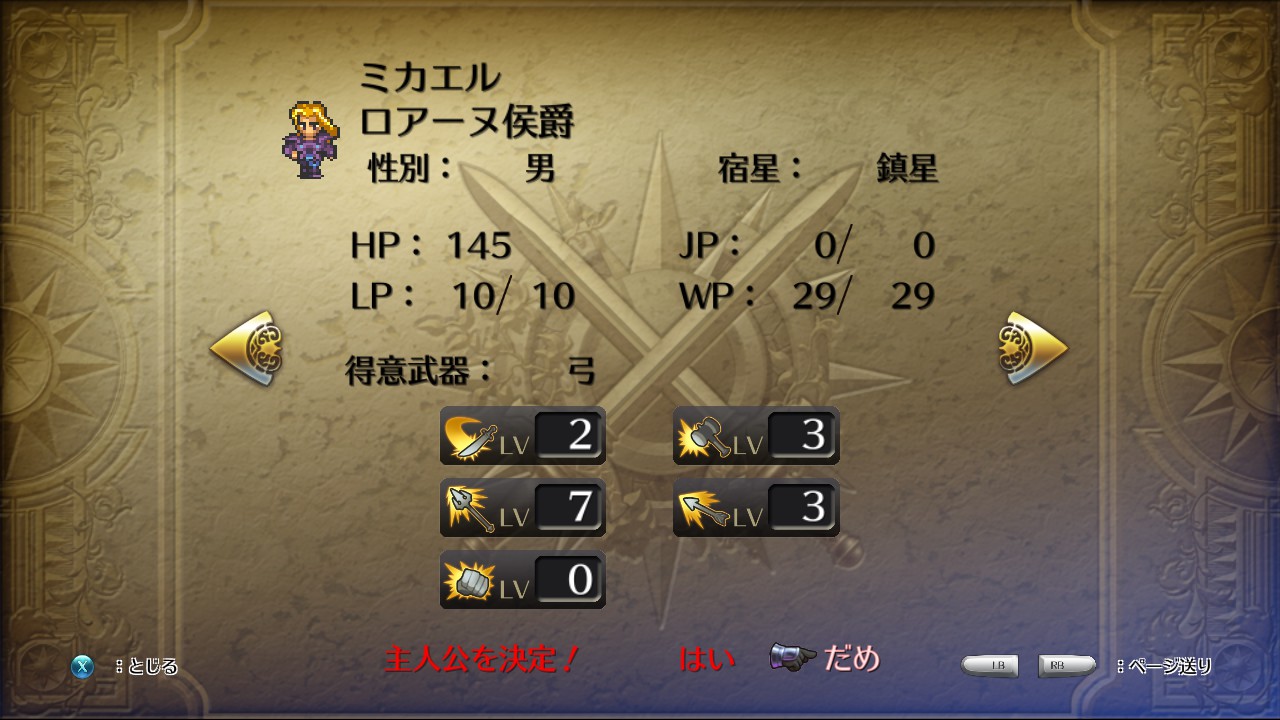 ミカエル
ロアーヌ侯爵
性別： 男 宿星： 鎮星
HP： 145 JP： 0/ 0
LP： 10/ 10 WP： 29/ 29
得意武器： 弓
LV 2 LV 3
LV 7 LV 3
LV 0
主人公を決定！ はい だめ
X ：とじる LB RB ：ページ送り